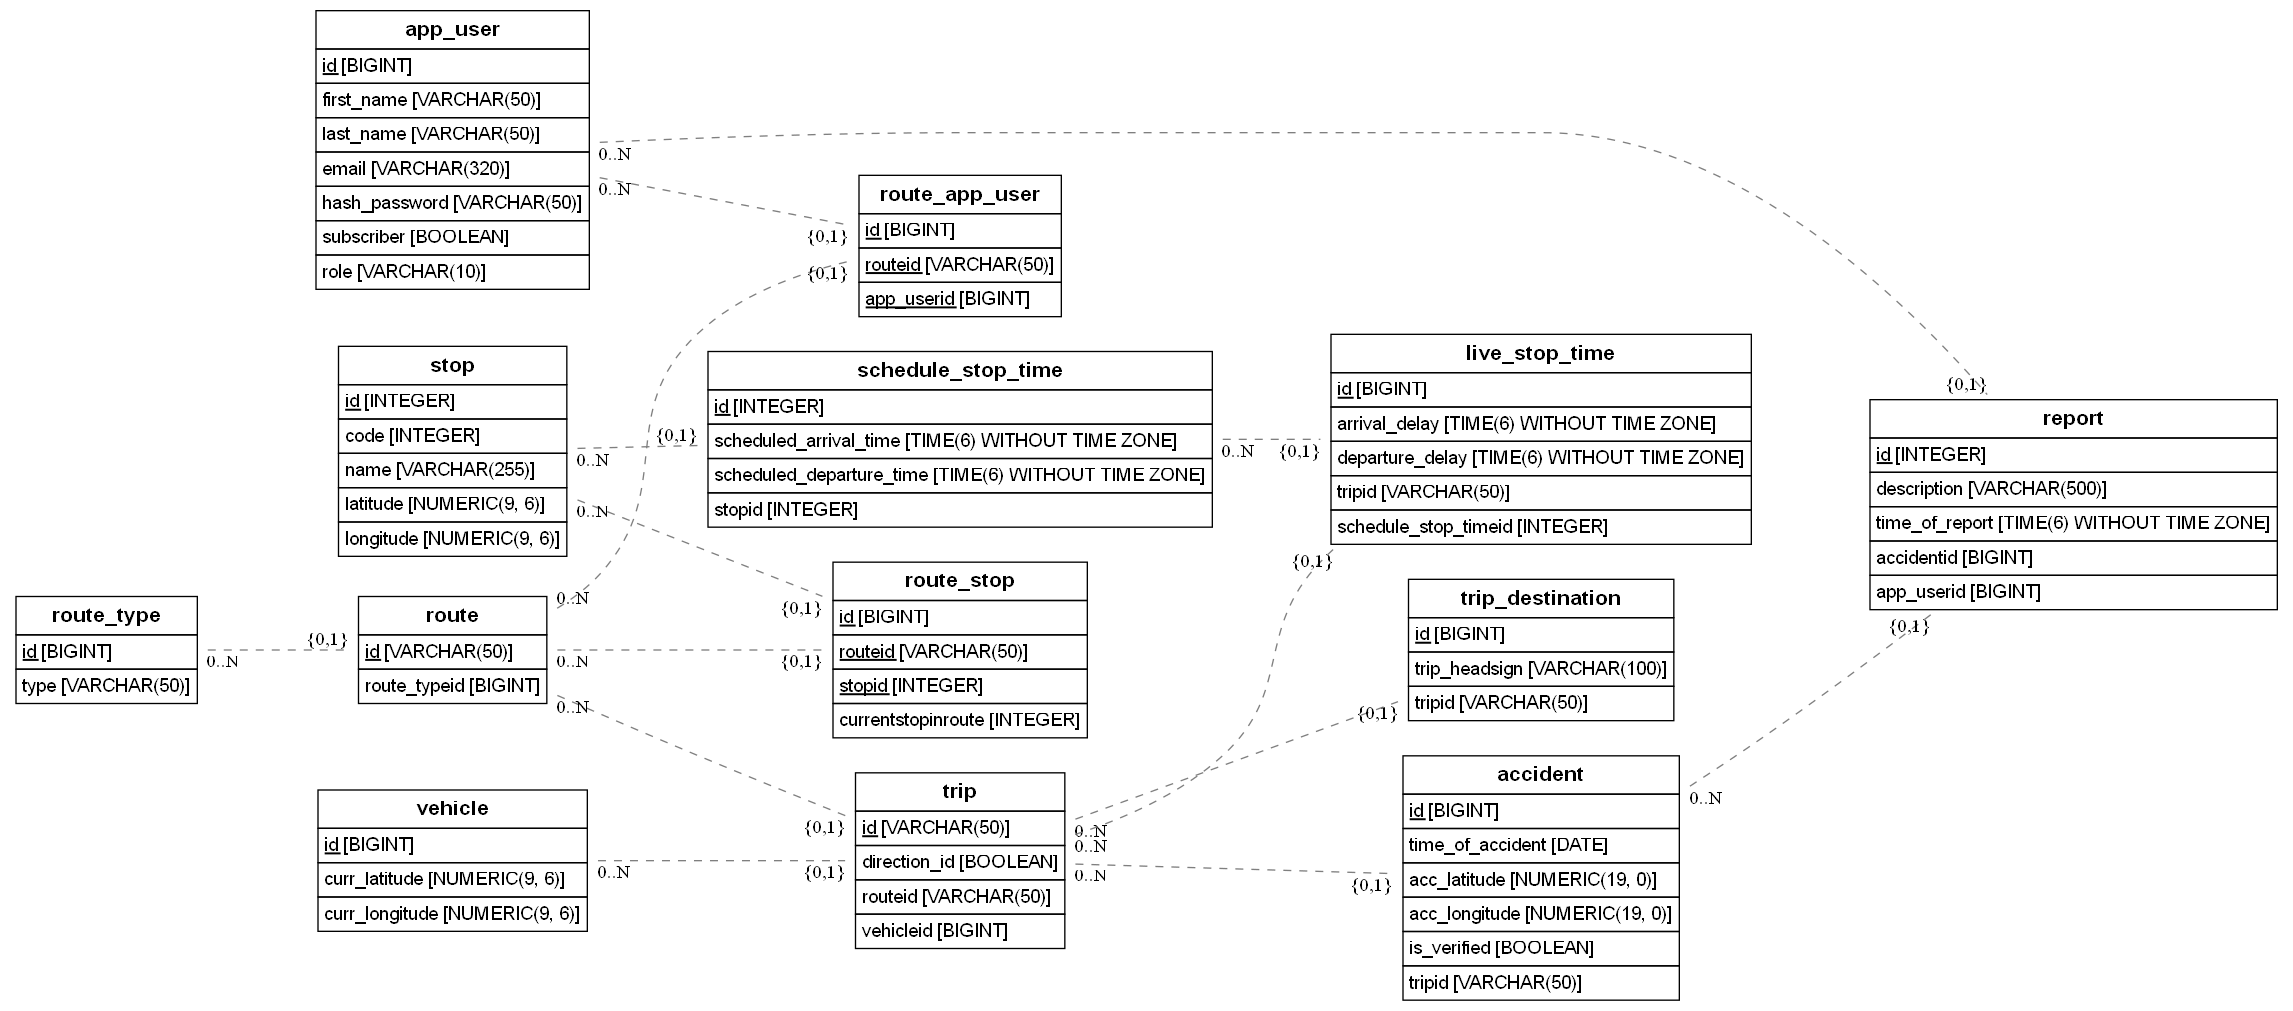 app_user
id [BIGINT]
first_name [VARCHAR(50)]
last_name [VARCHAR(50)]
email [VARCHAR(320)]
hash_password [VARCHAR(50)]
subscriber [BOOLEAN]
role [VARCHAR(10)]
0..N
0..N
route_app_user
id [BIGINT]
routeid [VARCHAR(50)]
app_userid [BIGINT]
{0,1}
{0,1}
stop
id [INTEGER]
code [INTEGER]
name [VARCHAR(255)]
latitude [NUMERIC(9, 6)]
longitude [NUMERIC(9, 6)]
0..N
0..N
schedule_stop_time
id [INTEGER]
scheduled_arrival_time [TIME(6) WITHOUT TIME ZONE]
scheduled_departure_time [TIME(6) WITHOUT TIME ZONE]
stopid [INTEGER]
{0,1}
0..N
live_stop_time
id [BIGINT]
arrival_delay [TIME(6) WITHOUT TIME ZONE]
departure_delay [TIME(6) WITHOUT TIME ZONE]
tripid [VARCHAR(50)]
schedule_stop_timeid [INTEGER]
{0,1}
{0,1}
report
id [INTEGER]
description [VARCHAR(500)]
time_of_report [TIME(6) WITHOUT TIME ZONE]
accidentid [BIGINT]
app_userid [BIGINT]
{0,1}
{0,1}
route_type
id [BIGINT]
type [VARCHAR(50)]
0..N
route
id [VARCHAR(50)]
route_typeid [BIGINT]
{0,1}
0..N
0..N
0..N
route_stop
id [BIGINT]
routeid [VARCHAR(50)]
stopid [INTEGER]
currentstopinroute [INTEGER]
{0,1}
{0,1}
trip_destination
id [BIGINT]
trip_headsign [VARCHAR(100)]
tripid [VARCHAR(50)]
{0,1}
vehicle
id [BIGINT]
curr_latitude [NUMERIC(9, 6)]
curr_longitude [NUMERIC(9, 6)]
0..N
trip
id [VARCHAR(50)]
direction_id [BOOLEAN]
routeid [VARCHAR(50)]
vehicleid [BIGINT]
{0,1}
{0,1}
0..N
0..N
0..N
accident
id [BIGINT]
time_of_accident [DATE]
acc_latitude [NUMERIC(19, 0)]
acc_longitude [NUMERIC(19, 0)]
is_verified [BOOLEAN]
tripid [VARCHAR(50)]
{0,1}
0..N